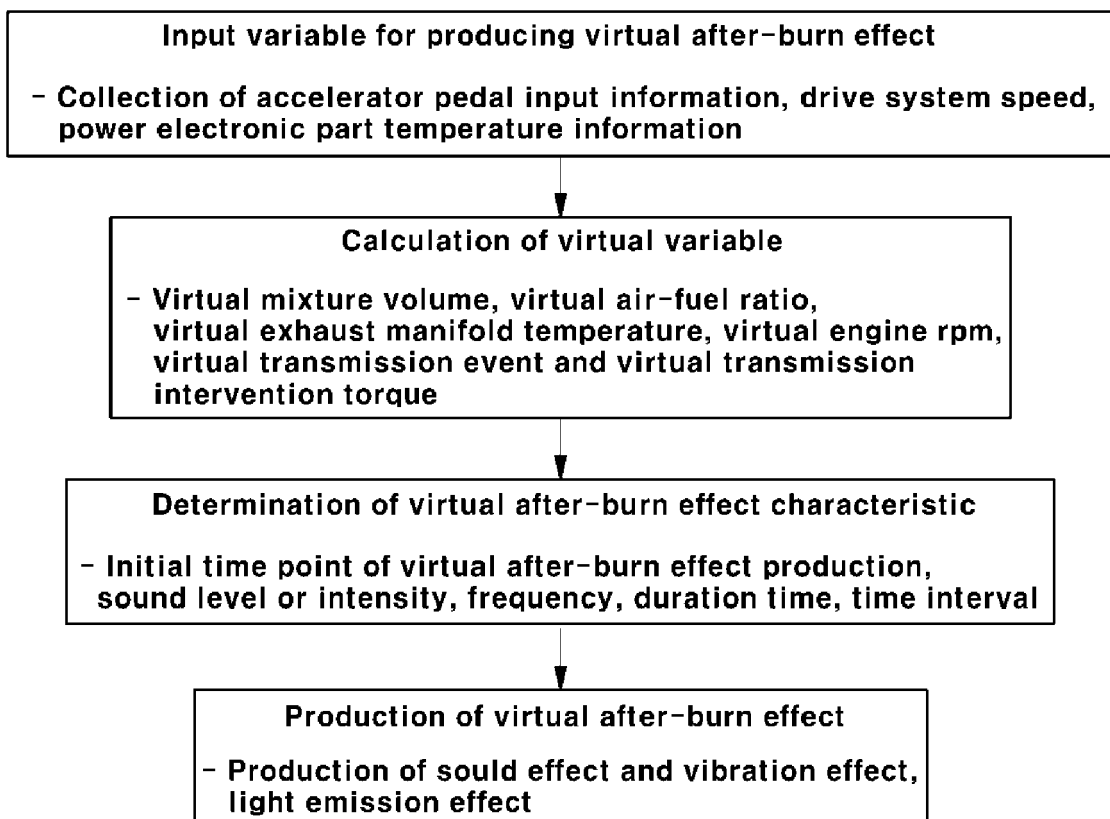 Input variable for producing virtual after-burn effect
- Collection of accelerator pedal input information, drive system speed,
power electronic part temperature information
Calculation of virtual variable
- Virtual mixture volume, virtual air-fuel ratio,
virtual exhaust manifold temperature, virtual engine rpm,
virtual transmission event and virtual transmission
intervention torque
Determination of virtual after-burn effect characteristic
- Initial time point of virtual after-burn effect production,
sound level or intensity, frequency, duration time, time interval
Production of virtual after-burn effect
- Production of sould effect and vibration effect,
light emission effect